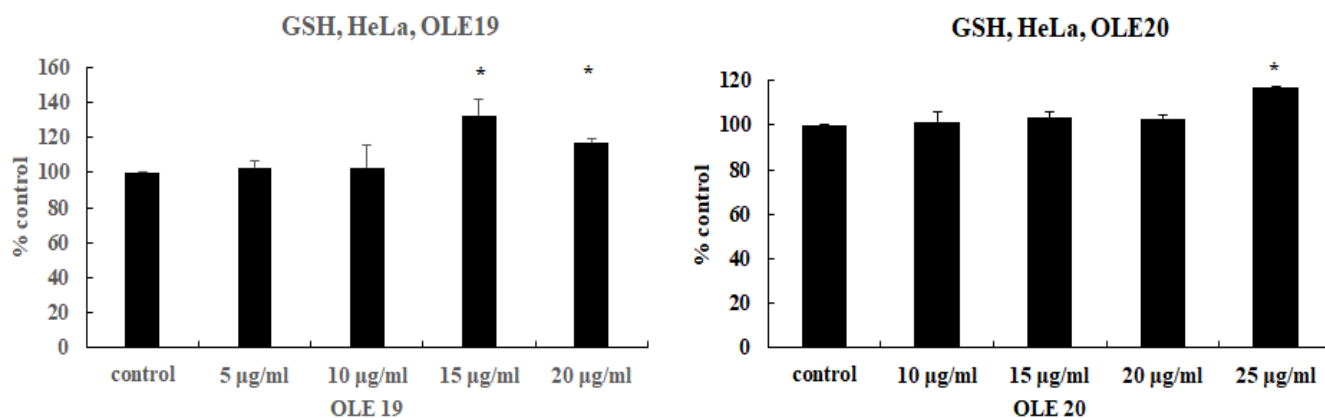 GSH, HeLa, OLE19
% control
160
140
120
100
80
60
40
20
0
*
*
control 5 µg/ml 10 µg/ml 15 µg/ml 20 µg/ml
OLE 19
GSH, HeLa, OLE20
% control
120
100
80
60
40
20
0
*
control 10 µg/ml 15 µg/ml 20 µg/ml 25 µg/ml
OLE 20